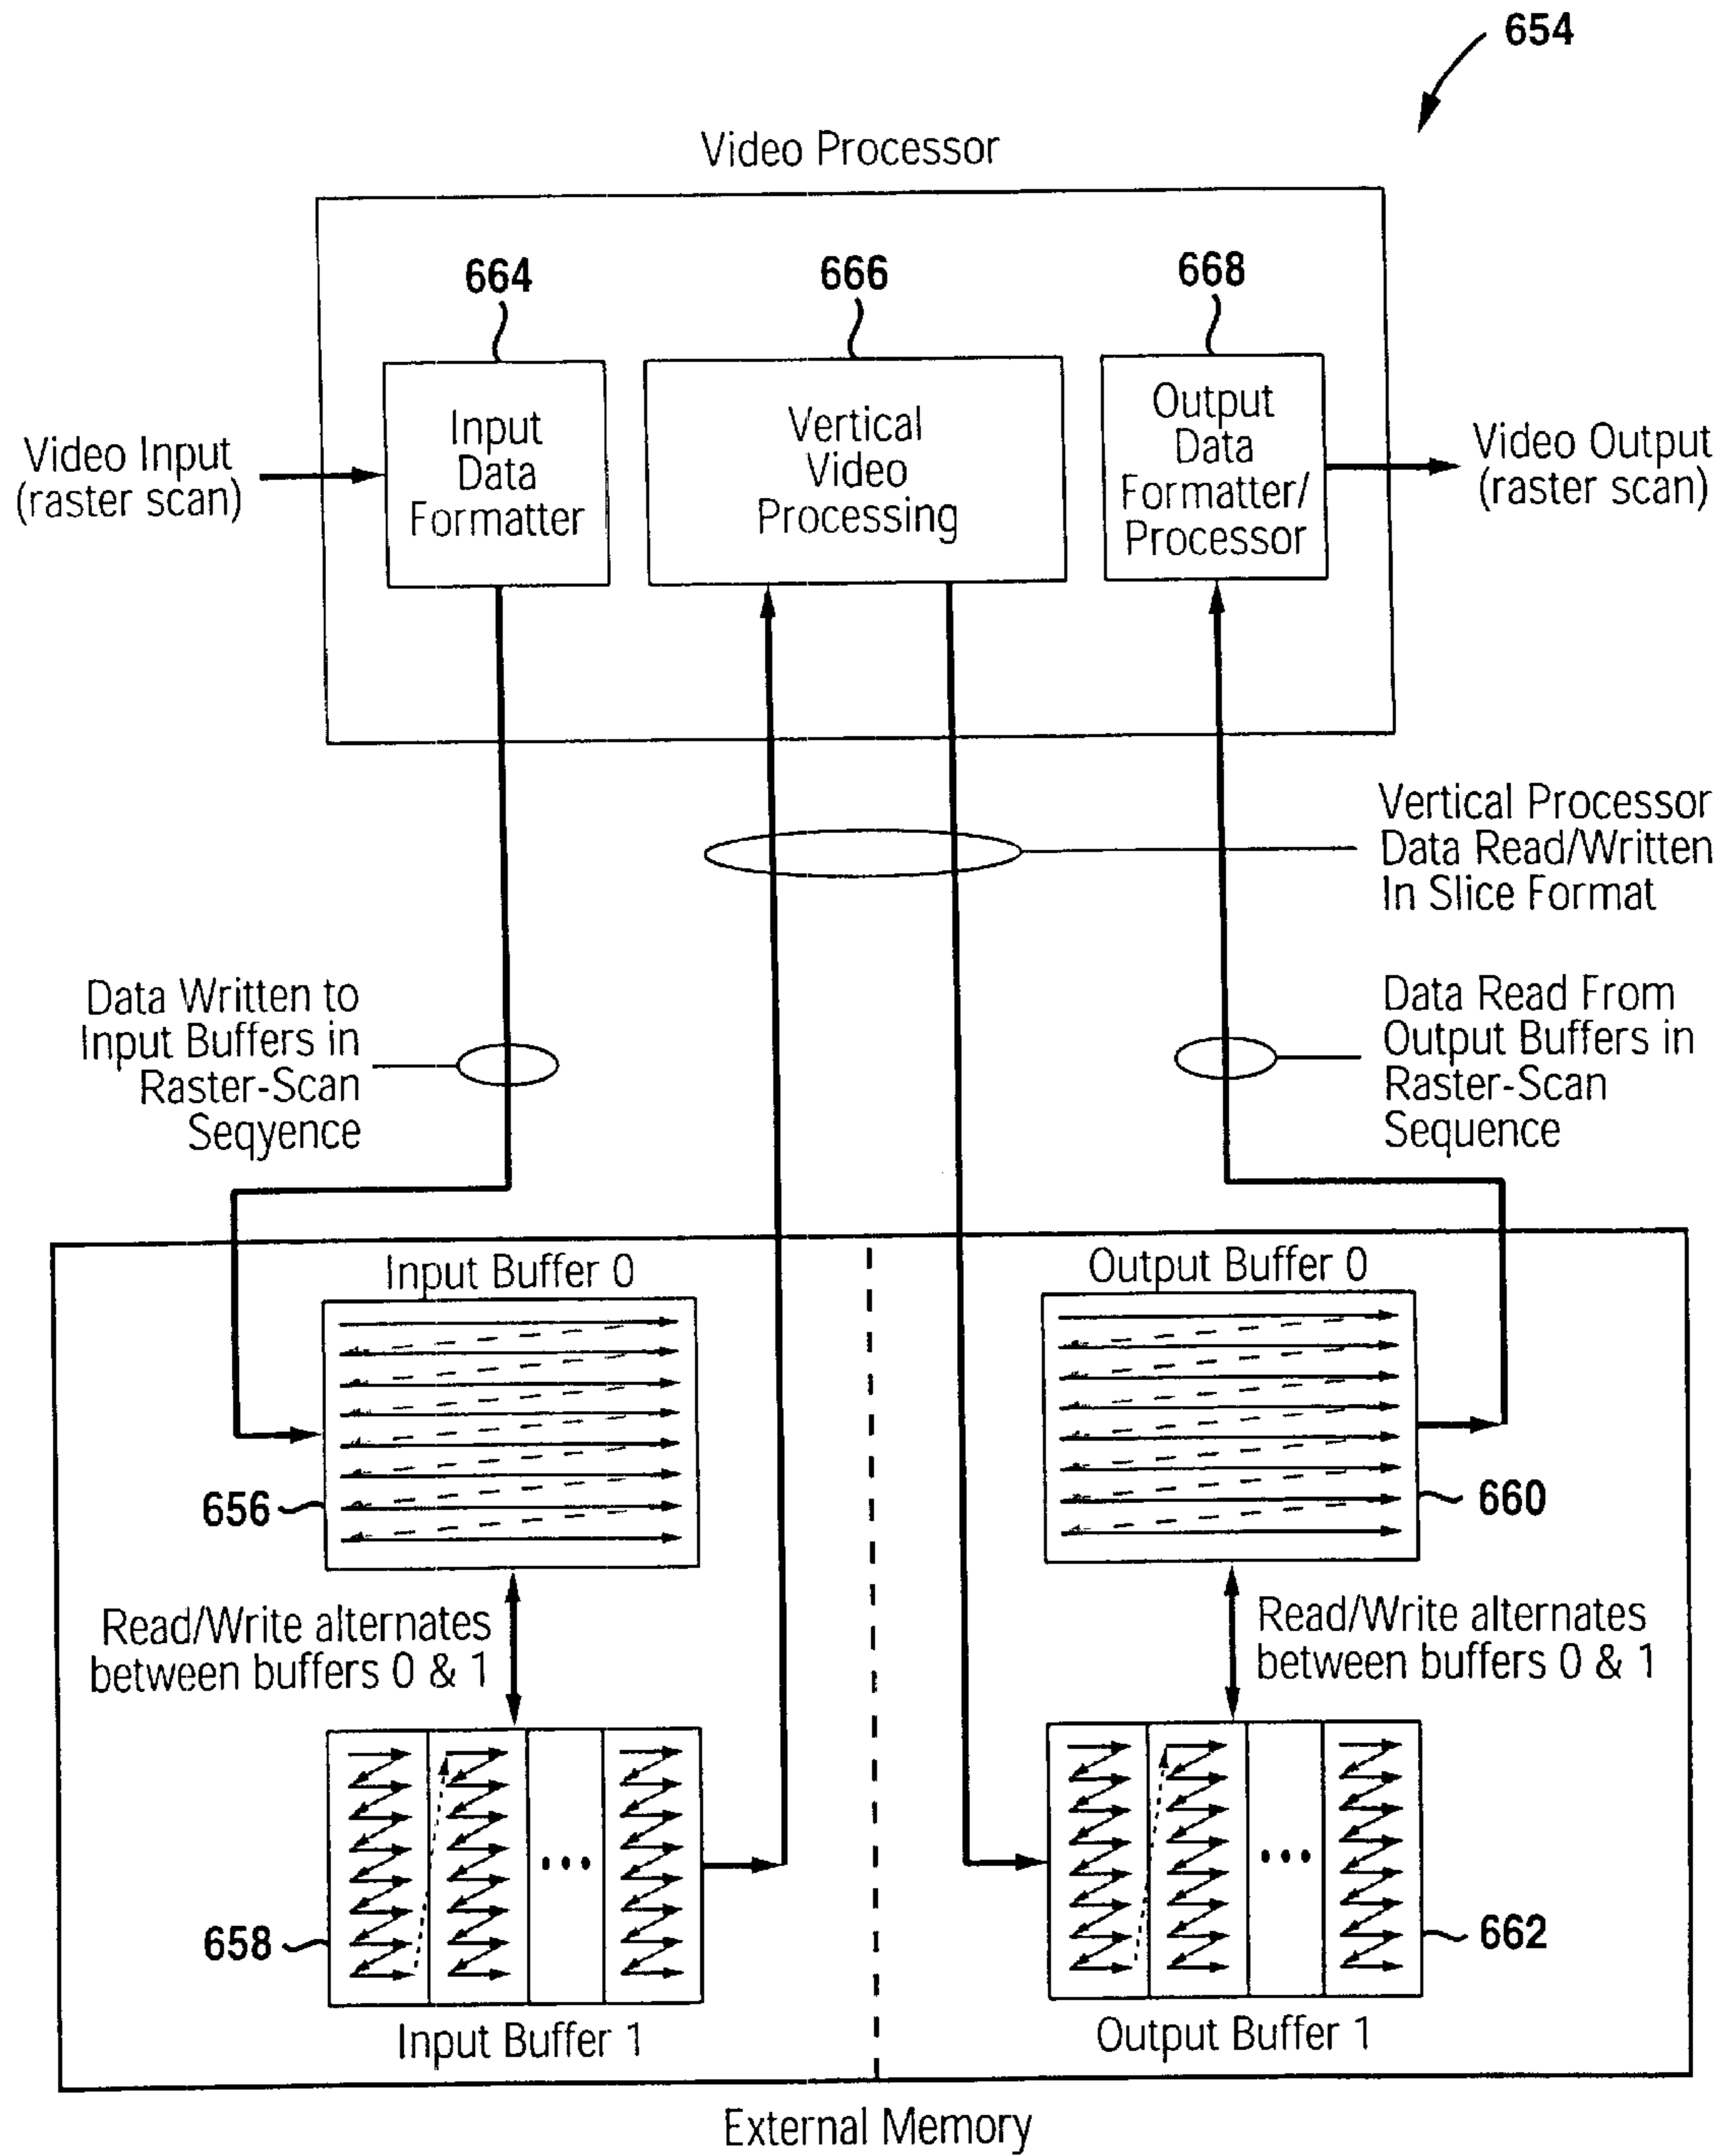 654
Video Processor
664
666
668
Input
Data
Formatter
Vertical
Video
Processing
Output
Data
Formatter/
Processor
Video Input
(raster scan)
Video Output
(raster scan)
Vertical Processor
Data Read/Written
In Slice Format
Data Written to
Input Buffers in
Raster-Scan
Seqyence
Data Read From
Output Buffers in
Raster-Scan
Sequence
Input Buffer 0
Output Buffer 0
656
660
Read/Write alternates
between buffers 0 & 1
Read/Write alternates
between buffers 0 & 1
658
662
Input Buffer 1
Output Buffer 1
External Memory